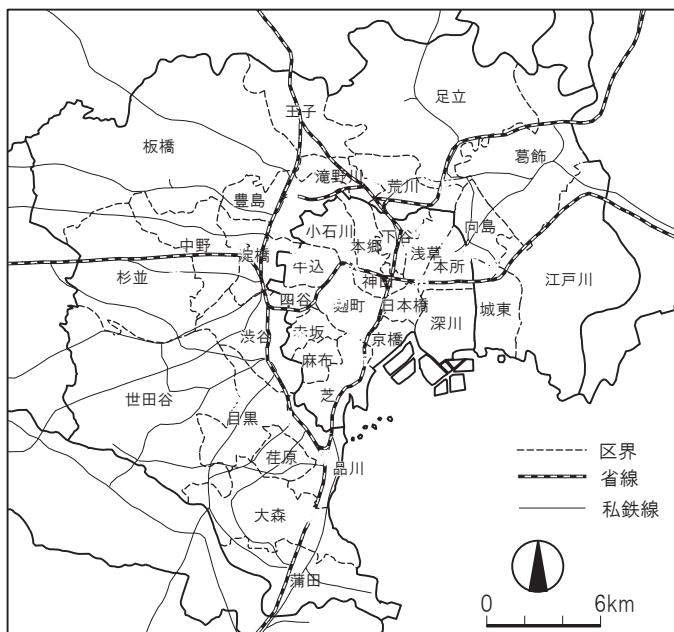 王子
足立
板橋
葛飾
滝野川
荒川
豊島
向島
小石川
本郷
下谷
浅草
中野
淀橋
牛込
本所
杉並
神田
江戸川
四谷
麹町
日本橋
城東
渋谷
赤坂
京橋
深川
麻布
世田谷
芝
目黒
荏原
品川
大森
蒲田
区界
省線
私鉄線
0 6km